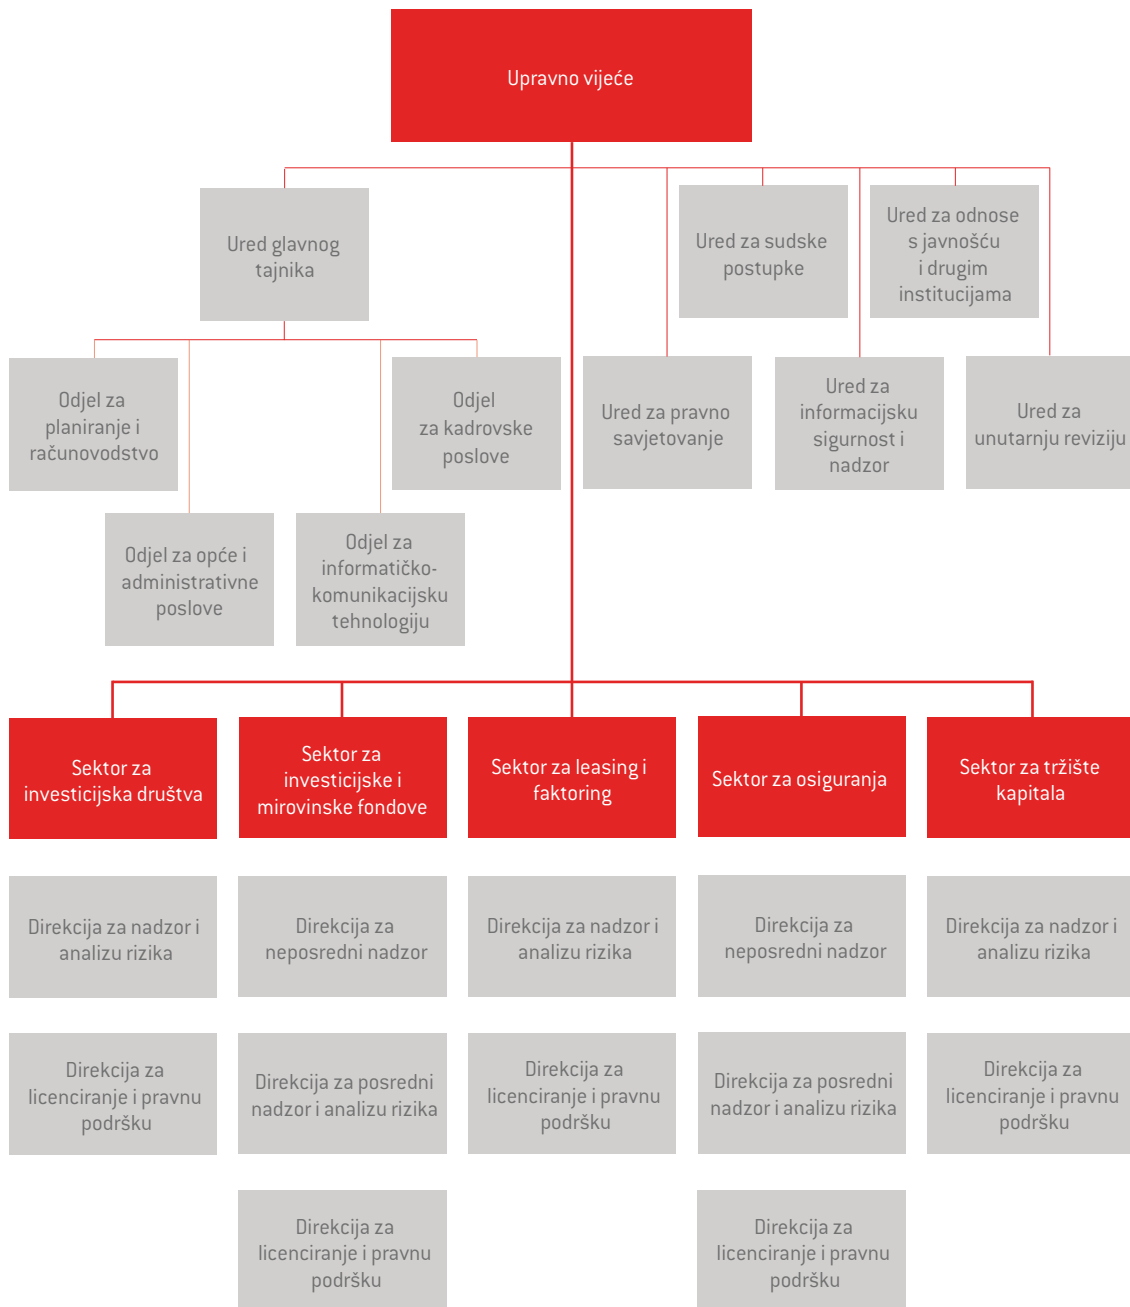 Upravno vijeće
Ured glavnog
tajnika
Ured za sudske
postupke
Ured za odnose
s javnošću
i drugim
institucijama
Odjel za
planiranje i
računovodstvo
Odjel
za kadrovske
poslove
Ured za pravno
savjetovanje
Ured za
informacijsku
sigurnost i
nadzor
Ured za
unutarnju reviziju
Odjel za opće i
administrativne
poslove
Odjel za
informatičko-
komunikacijsku
tehnologiju
Sektor za
investicijska društva
Sektor za
investicijske i
mirovinske fondove
Sektor za leasing i
faktoring
Sektor za osiguranja
Sektor za tržište
kapitala
Direkcija za nadzor i
analizu rizika
Direkcija za
neposredni nadzor
Direkcija za nadzor i
analizu rizika
Direkcija za
neposredni nadzor
Direkcija za nadzor i
analizu rizika
Direkcija za
licenciranje i pravnu
podršku
Direkcija za posredni
nadzor i analizu rizika
Direkcija za
licenciranje i pravnu
podršku
Direkcija za posredni
nadzor i analizu rizika
Direkcija za
licenciranje i pravnu
podršku
Direkcija za
licenciranje i pravnu
podršku
Direkcija za
licenciranje i pravnu
podršku